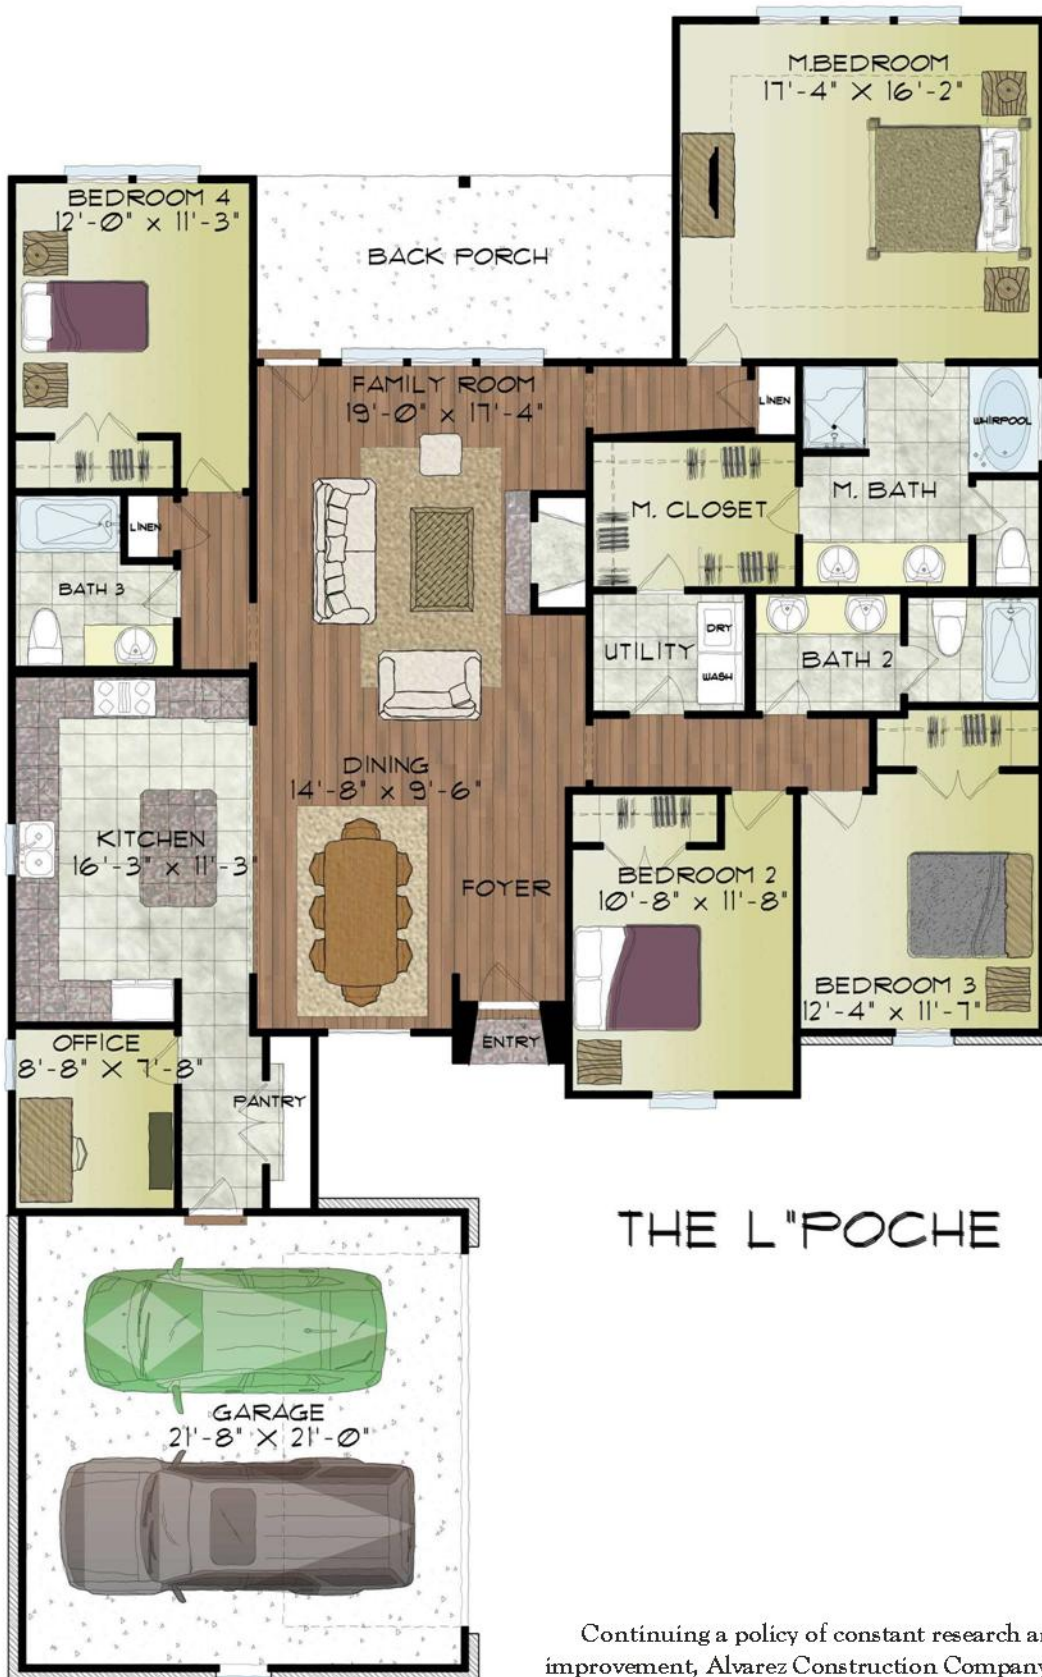 M.BEDROOM
17'-4" X 16'-2"
BEDROOM 4
12'-0" x 11'-3"
BACK PORCH
FAMILY ROOM
19'-0" x 17'-4"
LINEN
WHIRPOOL
M. BATH
M. CLOSET
LINEN
BATH 3
DRY
UTILITY
WASH
BATH 2
DINING
14'-8" x 9'-6"
KITCHEN
16'-3" x 11'-3
FOYER
BEDROOM 2
10'-8" x 11'-8"
BEDROOM 3
12'-4" x 11'-7"
ENTRY
OFFICE
8'-8" X 7'-8"
PANTRY
THE L"POCHE
GARAGE
21'-8" X 21'-0"
Continuing a policy of constant research an
improvement, Alvarez Construction Company